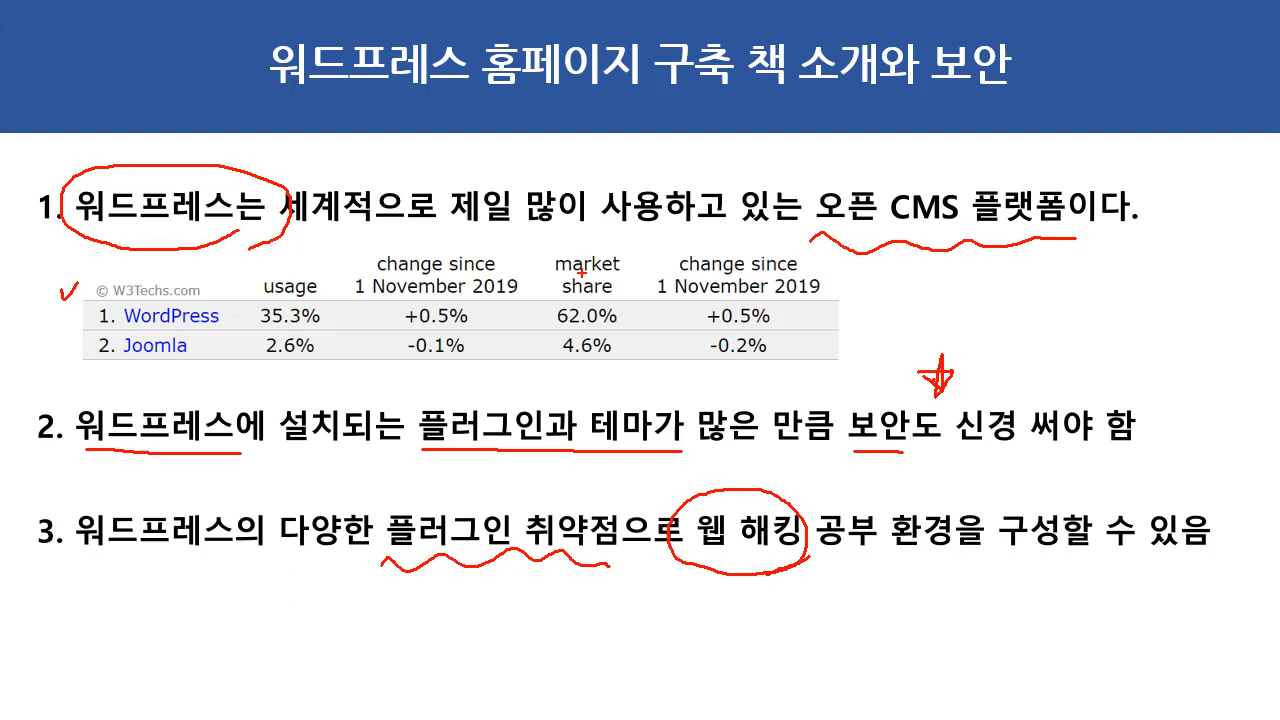 워드프레스 홈페이지 구축 책 소개와 보안
1. 워드프레스는 세계적으로 제일 많이 사용하고 있는 오픈 CMS 플랫폼이다.
© W3Techs.com usage change since 1 November 2019 market share change since 1 November 2019
1. WordPress 35.3% +0.5% 62.0% +0.5%
2. Joomla 2.6% -0.1% 4.6% -0.2%
2. 워드프레스에 설치되는 플러그인과 테마가 많은 만큼 보안도 신경 써야 함
3. 워드프레스의 다양한 플러그인 취약점으로 웹 해킹 공부 환경을 구성할 수 있음